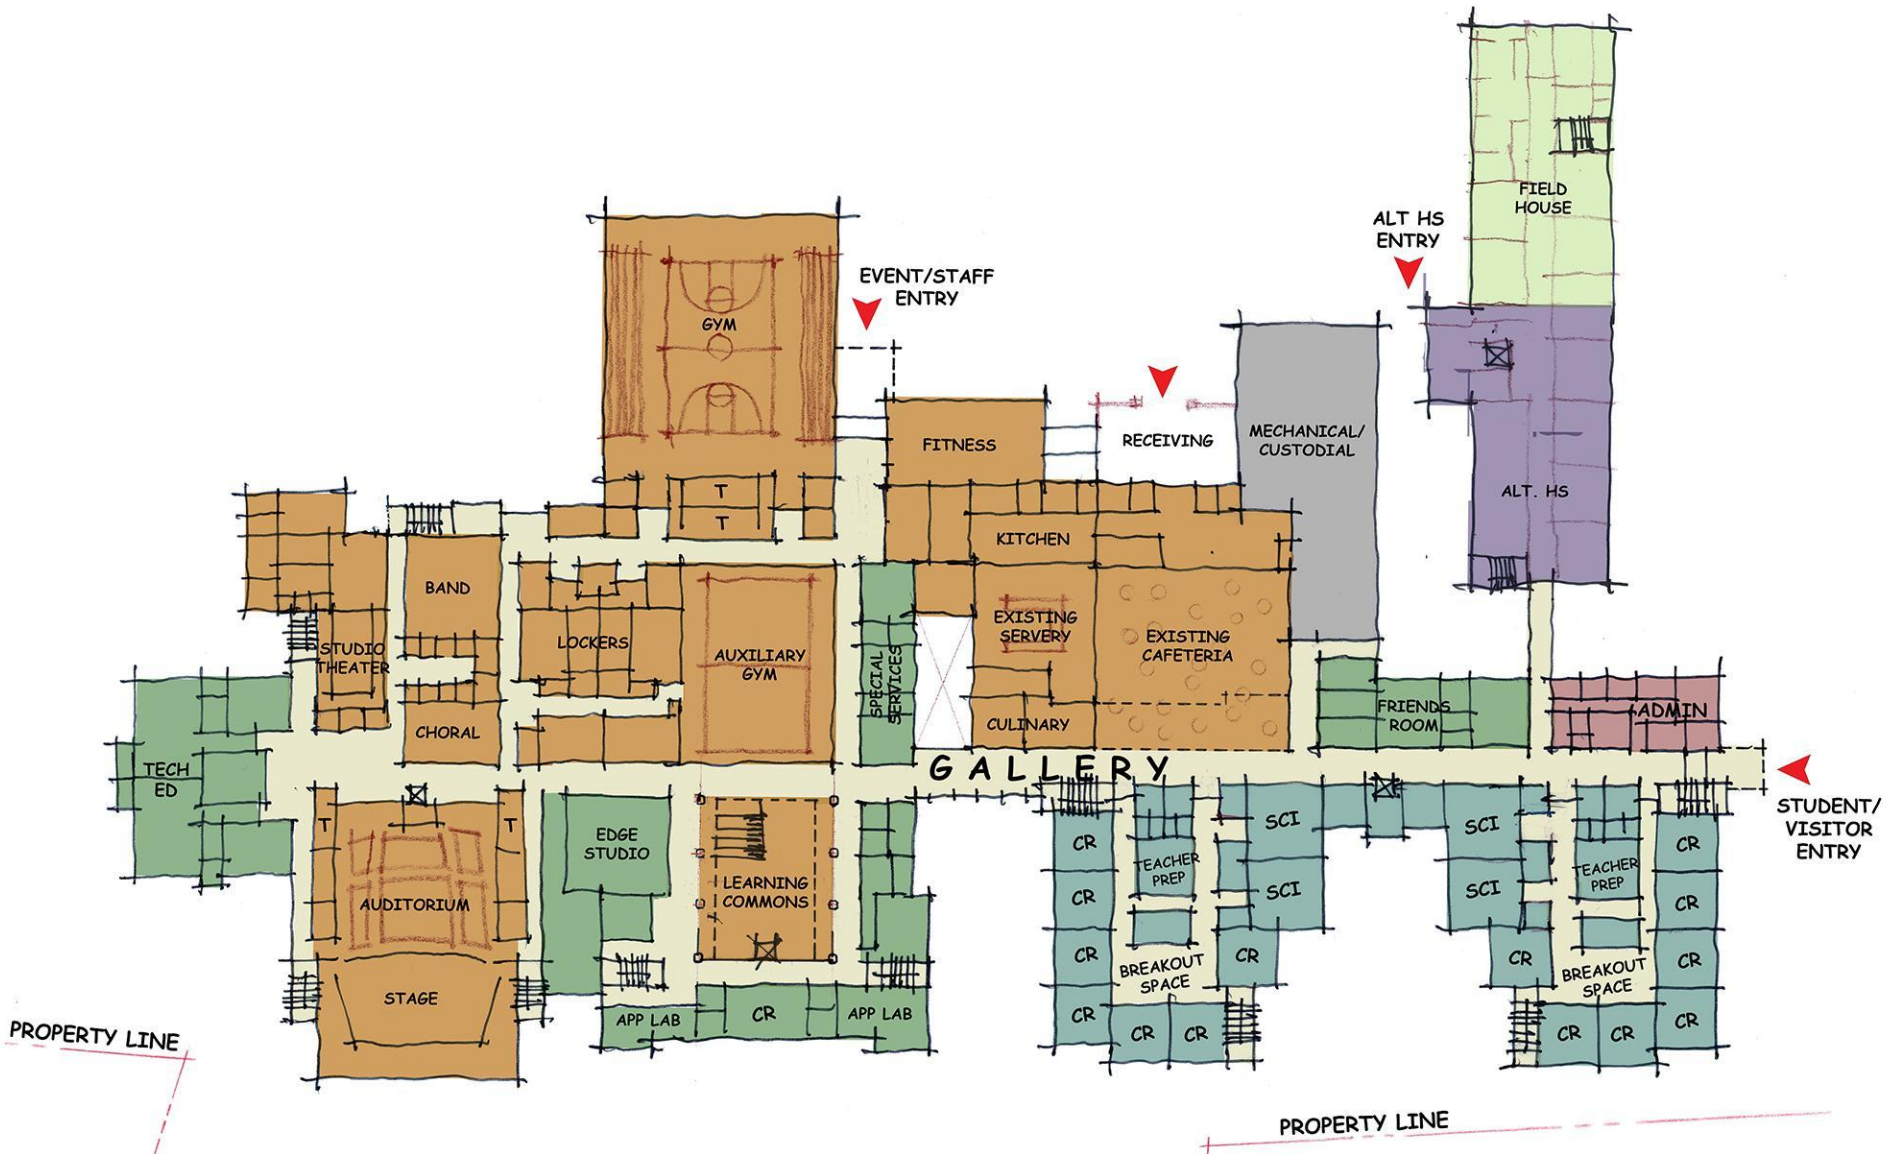 FIELD
HOUSE
ALT HS
ENTRY
EVENT/STAFF
ENTRY
GYM
FITNESS
RECEIVING
MECHANICAL/
CUSTODIAL
ALT. HS
T
T
KITCHEN
BAND
STUDIO
THEATER
LOCKERS
AUXILIARY
GYM
SPECIAL
SERVICES
EXISTING
SERVERY
EXISTING
CAFETERIA
CHORAL
CULINARY
FRIENDS
ROOM
ADMIN
TECH
ED
GALLERY
STUDENT/
VISITOR
ENTRY
T
T
EDGE
STUDIO
LEARNING
COMMONS
AUDITORIUM
STAGE
APP LAB
CR
APP LAB
CR
CR
CR
CR
TEACHER
PREP
SCI
SCI
CR
BREAKOUT
SPACE
CR
CR
SCI
SCI
CR
TEACHER
PREP
BREAKOUT
SPACE
CR
CR
CR
CR
CR
CR
PROPERTY LINE
PROPERTY LINE